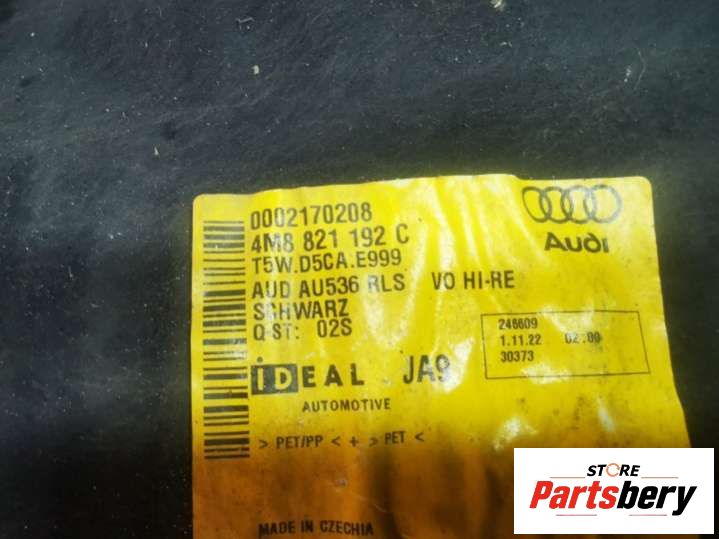 0002170208
4M8 821 192 C
T5W.D5CA.E999
AUD AU536 RLS VO HI-RE
SCHWARZ
Q-ST: 02S
Audi
246609
1.11.22 02:00
30373
iDEAL JA9
AUTOMOTIVE
> PET/PP < + > PET <
MADE IN CZECHIA
STORE
Partsbery